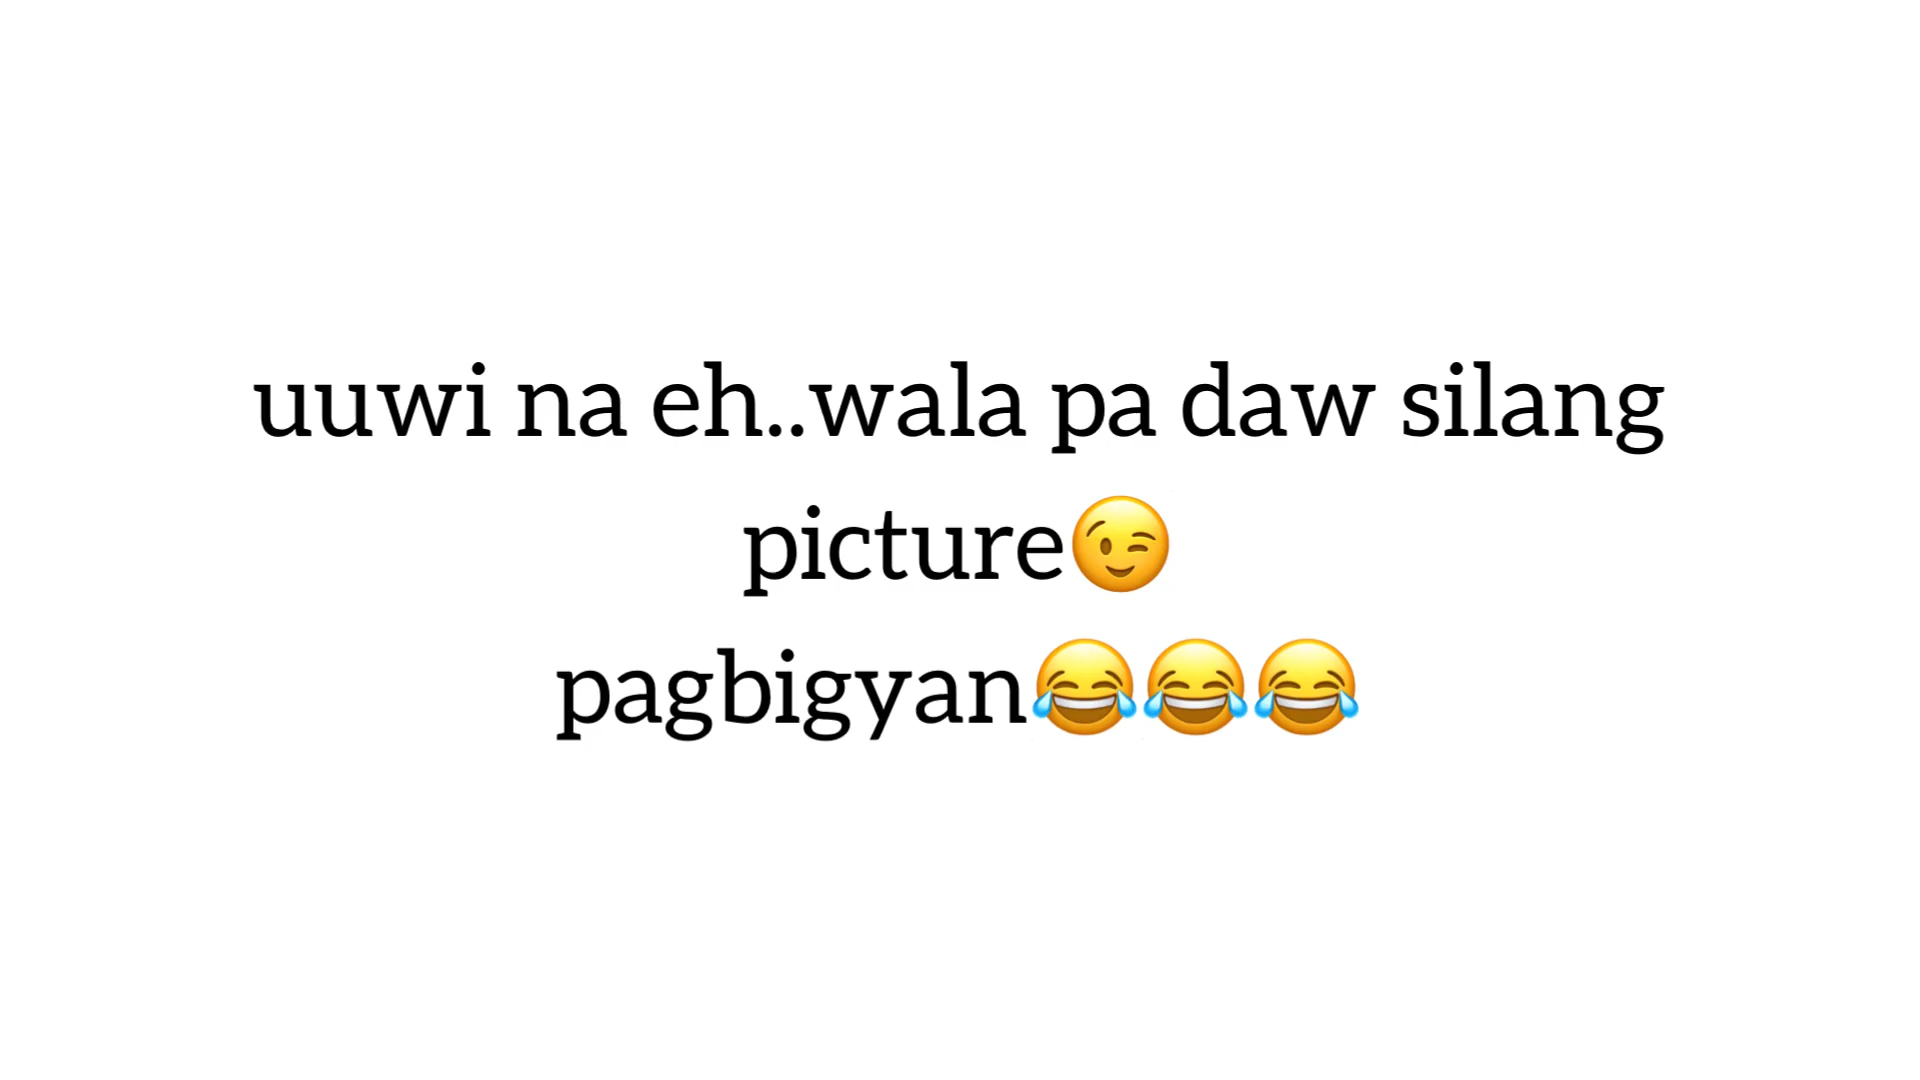 uuwi na eh..wala pa daw silang
picture😉
pagbigyan😂😂😂